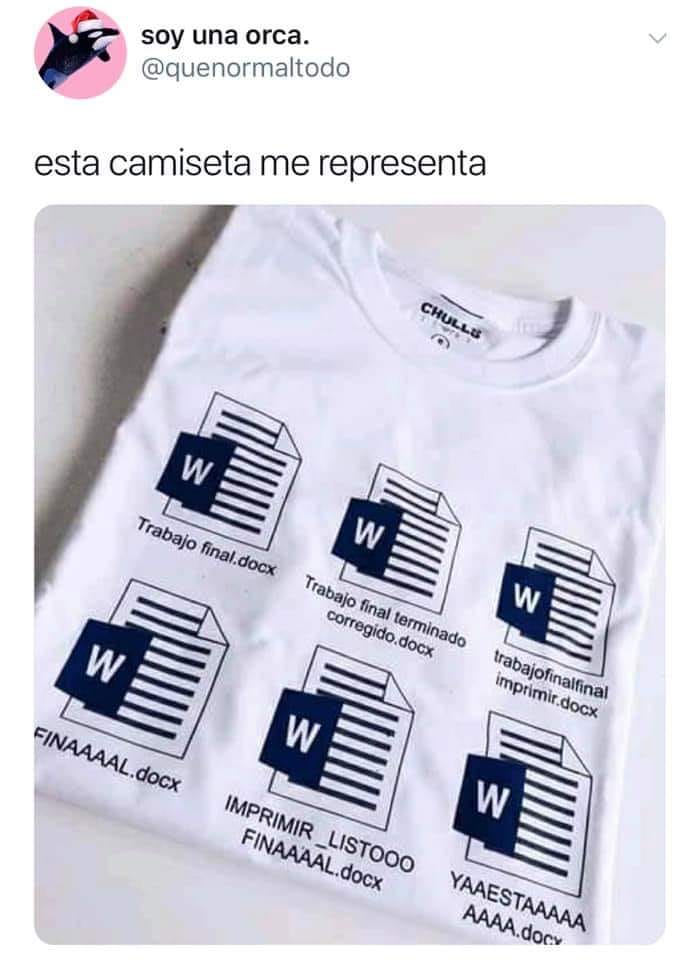 soy una orca.
@quenormaltodo
esta camiseta me representa
CHULLS
W
Trabajo final.docx
W
Trabajo final terminado
corregido.docx
W
trabajofinalfinal
imprimir.docx
W
FINAAAAL.docx
W
IMPRIMIR_LISTOOO
FINAAAAL.docx
W
YAAESTAAAAA
AAAA.docx